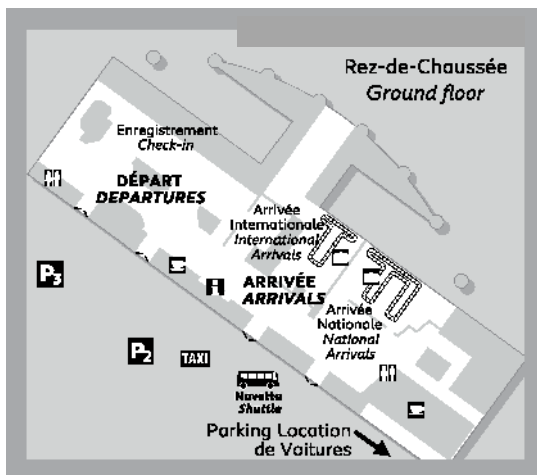 Rez-de-Chaussée
Ground floor
Enregistrement
Check-in
DÉPART
DEPARTURES
Arrivée
Internationale
International
Arrivals
ARRIVÉE
ARRIVALS
Arrivée
Nationale
National
Arrivals
P3
P2
TAXI
Navette
Shuttle
Parking Location
de Voitures